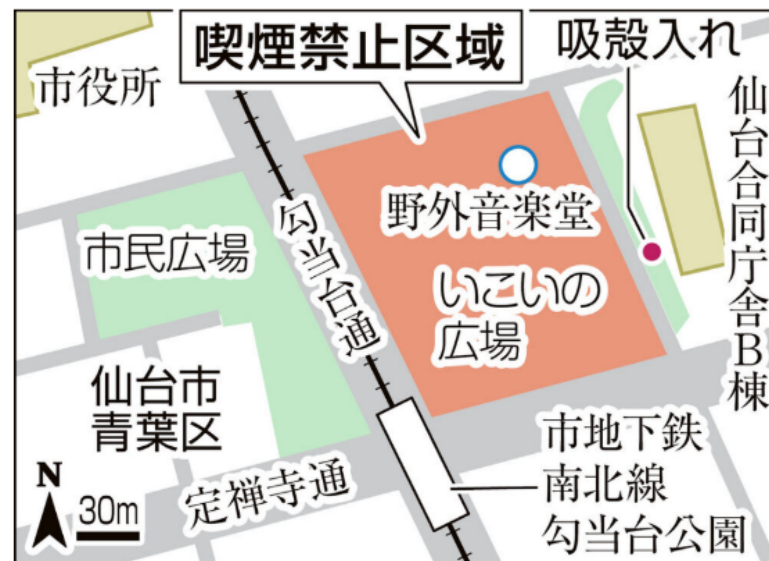 喫煙禁止区域
吸殻入れ
市役所
仙台合同庁舎B棟
野外音楽堂
市民広場
勾当台通
いこいの
広場
仙台市
青葉区
市地下鉄
南北線
勾当台公園
定禅寺通
N
30m